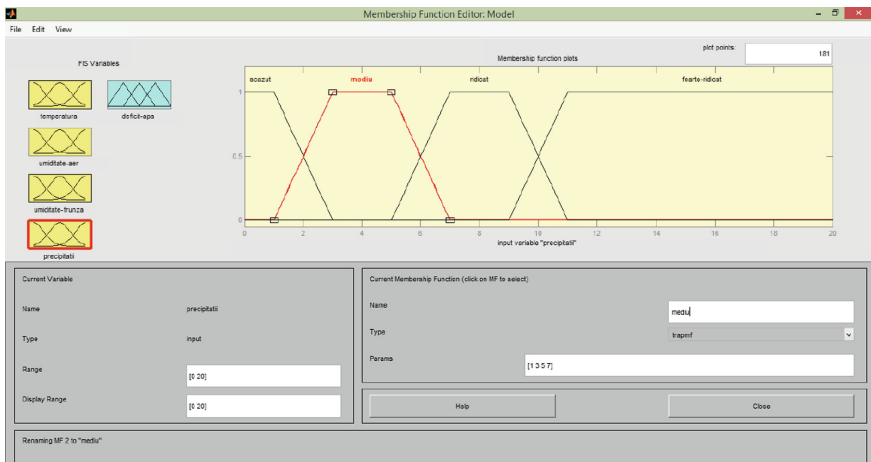 Membership Function Editor: Model
File Edit View
FIS Variables
plot points:
181
Membership function plots
temperatura
deficit-apa
umiditate-aer
umiditate-frunza
precipitatii
scazut mediu ridicat foarte-ridicat
1
0.5
0
0 2 4 6 8 10 12 14 16 18 20
input variable "precipitatii"
Current Variable
Name precipitatii
Type input
Range [0 20]
Display Range [0 20]
Current Membership Function (click on MF to select)
Name mediu
Type trapmf
Params [1 3 5 7]
Help Close
Renaming MF 2 to "mediu"